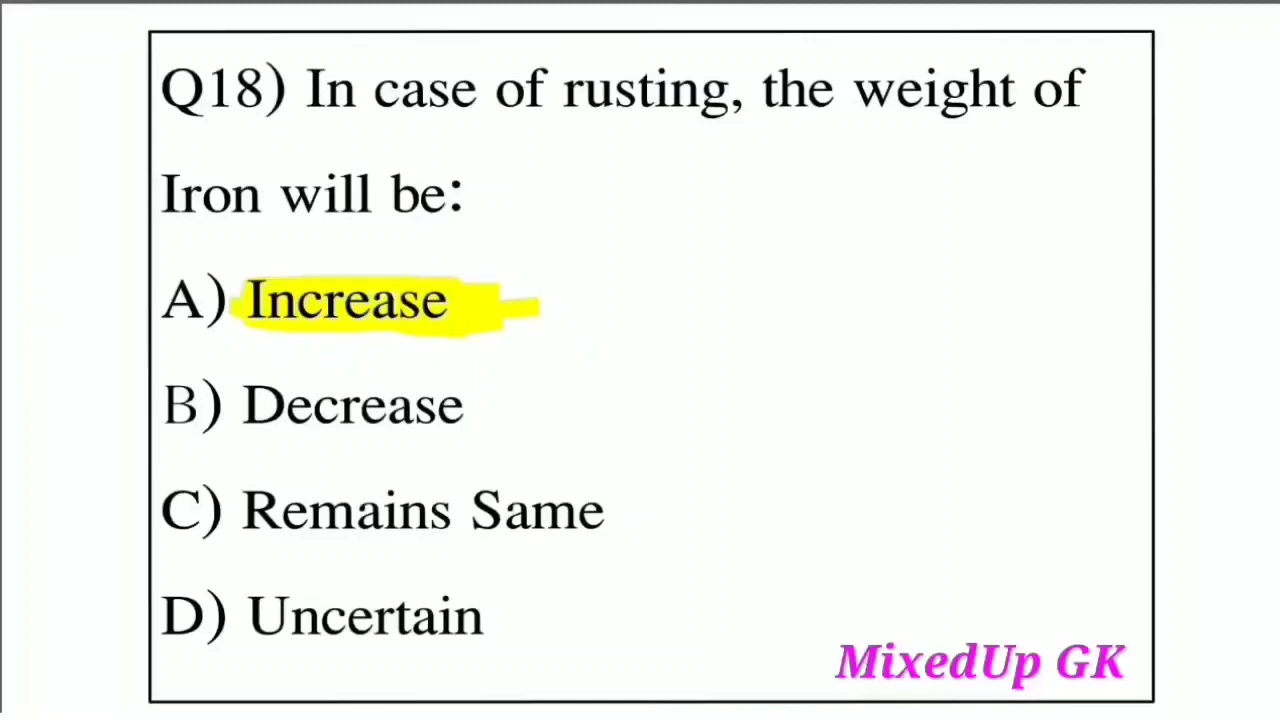 Q18) In case of rusting, the weight of
Iron will be:
A) Increase
B) Decrease
C) Remains Same
D) Uncertain
MixedUp GK